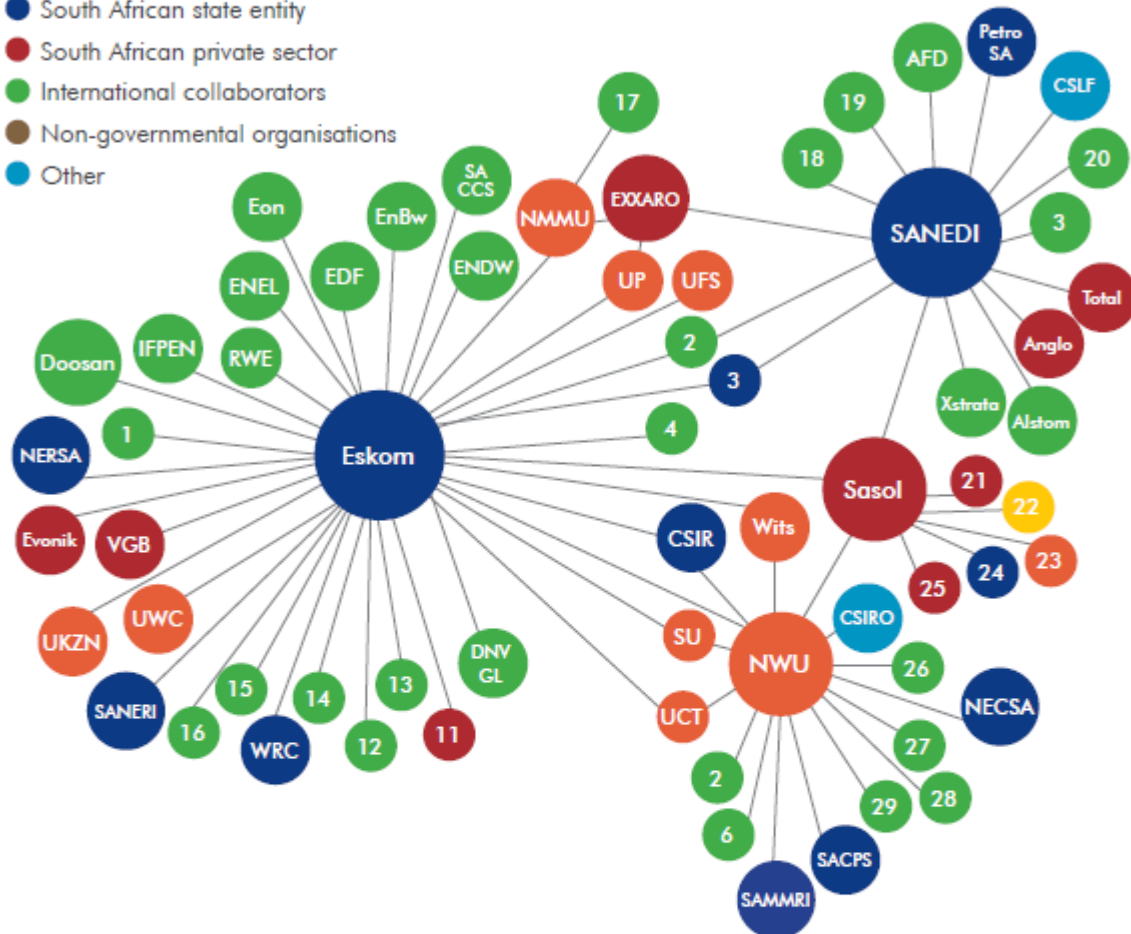 South African state entity
South African private sector
International collaborators
Non-governmental organisations
Other
Petro
SA
AFD
CSLF
17
19
18
20
SA
CCS
EXXARO
NMMU
Eon
EnBw
SANEDI
3
ENDW
EDF
ENEL
UP
UFS
Total
2
Anglo
IFPEN
RWE
Doosan
3
Xstrata
Alstom
4
1
NERSA
Eskom
Sasol
21
22
Evonik
VGB
CSIR
Wits
23
24
25
UWC
UKZN
CSIRO
SU
NWU
DNV
GL
26
15
14
13
SANERI
16
WRC
12
11
UCT
NECSA
27
2
28
29
6
SACPS
SAMMRI